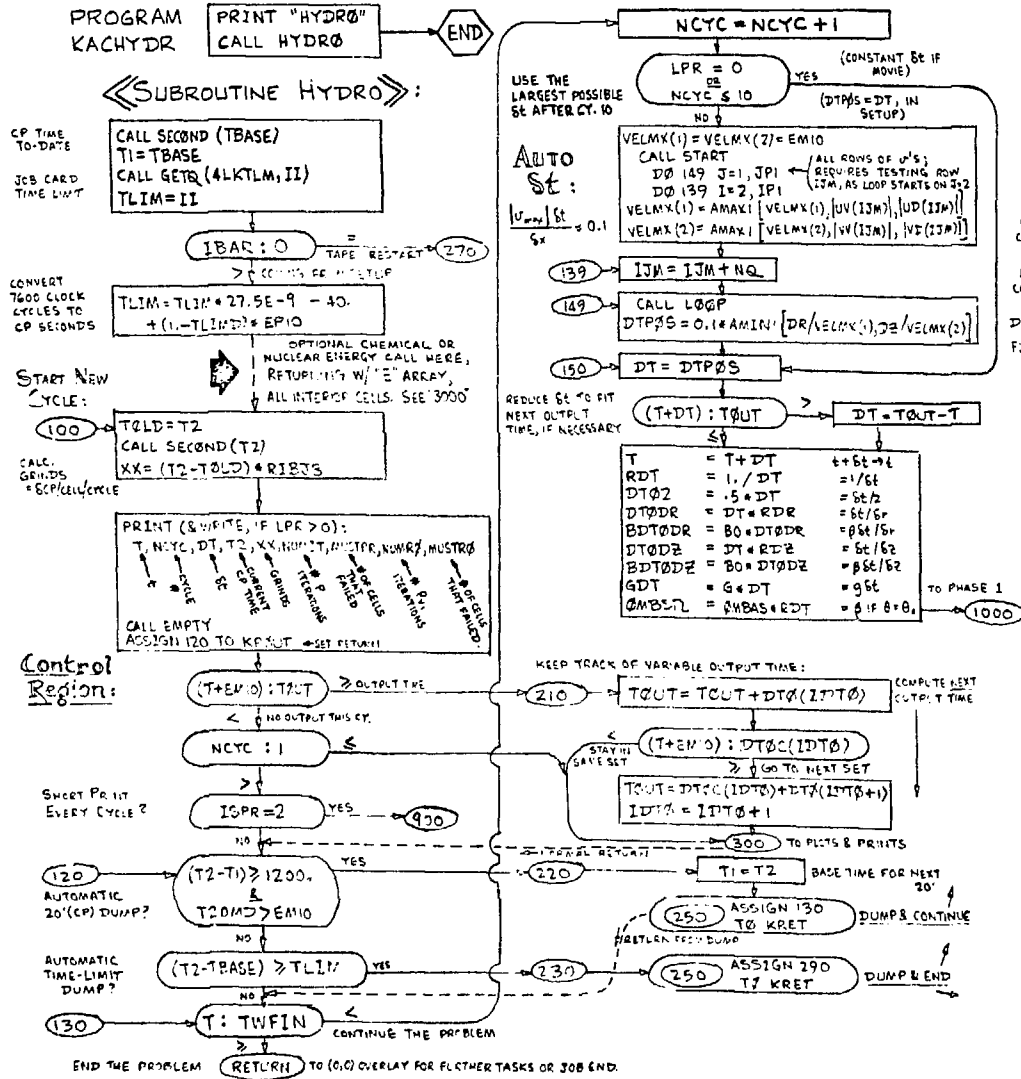 PROGRAM
KACHYDR
PRINT "HYDRØ"
CALL HYDRØ
END
≪SUBROUTINE HYDRO≫:
CP TIME
TO-DATE
JOB CARD
TIME LIMIT
CALL SECØND (TBASE)
T1=TBASE
CALL GETQ(4LKTLM,II)
TLIM=II
IBAR:0
=
TAPE RESTART
270
>
CONVERT
7600 CLOCK
CYCLES TO
CP SECONDS
TLIM=TLIM*27.5E-9 -40.
+(1.-TLIMD)*EP10
OPTIONAL CHEMICAL OR
NUCLEAR ENERGY CALL HERE,
RETURNING W/ "E" ARRAY,
ALL INTERIOR CELLS. SEE "3000"
START NEW
CYCLE:
100
TØLD=T2
CALL SECØND(T2)
XX=(T2-TØLD)*RIBJS
CALC.
GRINDS
=δCP/CELL/CYCLE
PRINT (&WRITE, IF LPR>0):
T, NCYC, DT, T2, XX, NUMIT, MUSTPR, NUMRØ, MUSTRØ
t
CYCLE #
δt
CURRENT CP TIME
GRINDS
# P ITERATIONS
# OF CELLS THAT FAILED
ITERATIONS
# OF CELLS THAT FAILED
CALL EMPTY
ASSIGN 120 TO KRØUT
SET RETURN
Control
Region:
(T+EM10):TØUT
≥ OUTPUT TIME
210
< NO OUTPUT THIS CY.
NCYC:1
≤
>
SHORT PRINT
EVERY CYCLE?
ISPR=2
YES
900
NO
NORMAL RETURN
120
AUTOMATIC
20'(CP) DUMP?
(T2-T1)≥1200.
&
T20MD>EM10
YES
220
T1=T2
BASE TIME FOR NEXT
20'
250
ASSIGN 130
TØ KRET
DUMP & CONTINUE
RETURN FROM DUMP
NO
AUTOMATIC
TIME-LIMIT
DUMP?
(T2-TBASE)≥TLIM
YES
230
250
ASSIGN 290
TØ KRET
DUMP & END
NO
130
T:TWFIN
<
CONTINUE THE PROBLEM
≥
END THE PROBLEM
RETURN
TO (0,0) OVERLAY FOR FURTHER TASKS OR JOB END.
NCYC=NCYC+1
USE THE
LARGEST POSSIBLE
δt AFTER CY. 10
LPR=0
OR
NCYC≤10
YES
(CONSTANT δt IF
MOVIE)
(DTPØS=DT, IN
SETUP)
NO
AUTO
δt:
|υmax|δt/δx = 0.1
VELMX(1)=VELMX(2)=EM10
CALL START
DØ 149 J=1,JP1
DØ 139 I=2,IP1
ALL ROWS OF υ'S;
REQUIRES TESTING ROW
IJM, AS LOOP STARTS ON J=2
VELMX(1)=AMAX1[VELMX(1),|UV(IJM)|,|UD(IJM)|]
VELMX(2)=AMAX1[VELMX(2),|VV(IJM)|,|VD(IJM)|]
139
IJM=IJM+NQ
149
CALL LØØP
DTPØS=0.1*AMIN1[DR/VELMX(1),DZ/VELMX(2)]
150
DT=DTPØS
REDUCE δt TO FIT
NEXT OUTPUT
TIME, IF NECESSARY
(T+DT):TØUT
>
DT=TØUT-T
≤
T = T+DT t+δt→t
RDT = 1./DT =1/δt
DTØ2 = .5*DT =δt/2
DTØDR = DT*RDR =δt/δr
BDTØDR = BO*DTØDR =βδt/δr
DTØDZ = DT*RDZ =δt/δz
BDTØDZ = BO*DTØDZ =βδt/δz
GDT = G*DT =gδt
TO PHASE 1
1000
KEEP TRACK OF VARIABLE OUTPUT TIME:
TØUT=TØUT+DTØ(IDTØ)
COMPUTE NEXT
OUTPUT TIME
(T+EM10):DTØC(IDTØ)
<
STAY IN
SAME SET
≥ GO TO NEXT SET
TØUT=DTØC(IDTØ)+DTØ(IDTØ+1)
IDTØ=IDTØ+1
300
TO PLOTS & PRINTS